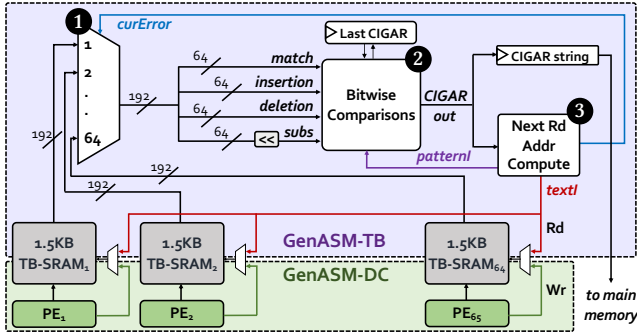 1
curError
Last CIGAR
1
2
.
.
64
192
64
match
64
insertion
64
deletion
64
<<
subs
2
Bitwise
Comparisons
CIGAR
out
CIGAR string
3
Next Rd
Addr
Compute
patternI
textI
192
192
192
1.5KB
TB-SRAM1
1.5KB
TB-SRAM2
1.5KB
TB-SRAM64
GenASM-TB
GenASM-DC
Rd
Wr
PE1
PE2
PE65
to main
memory